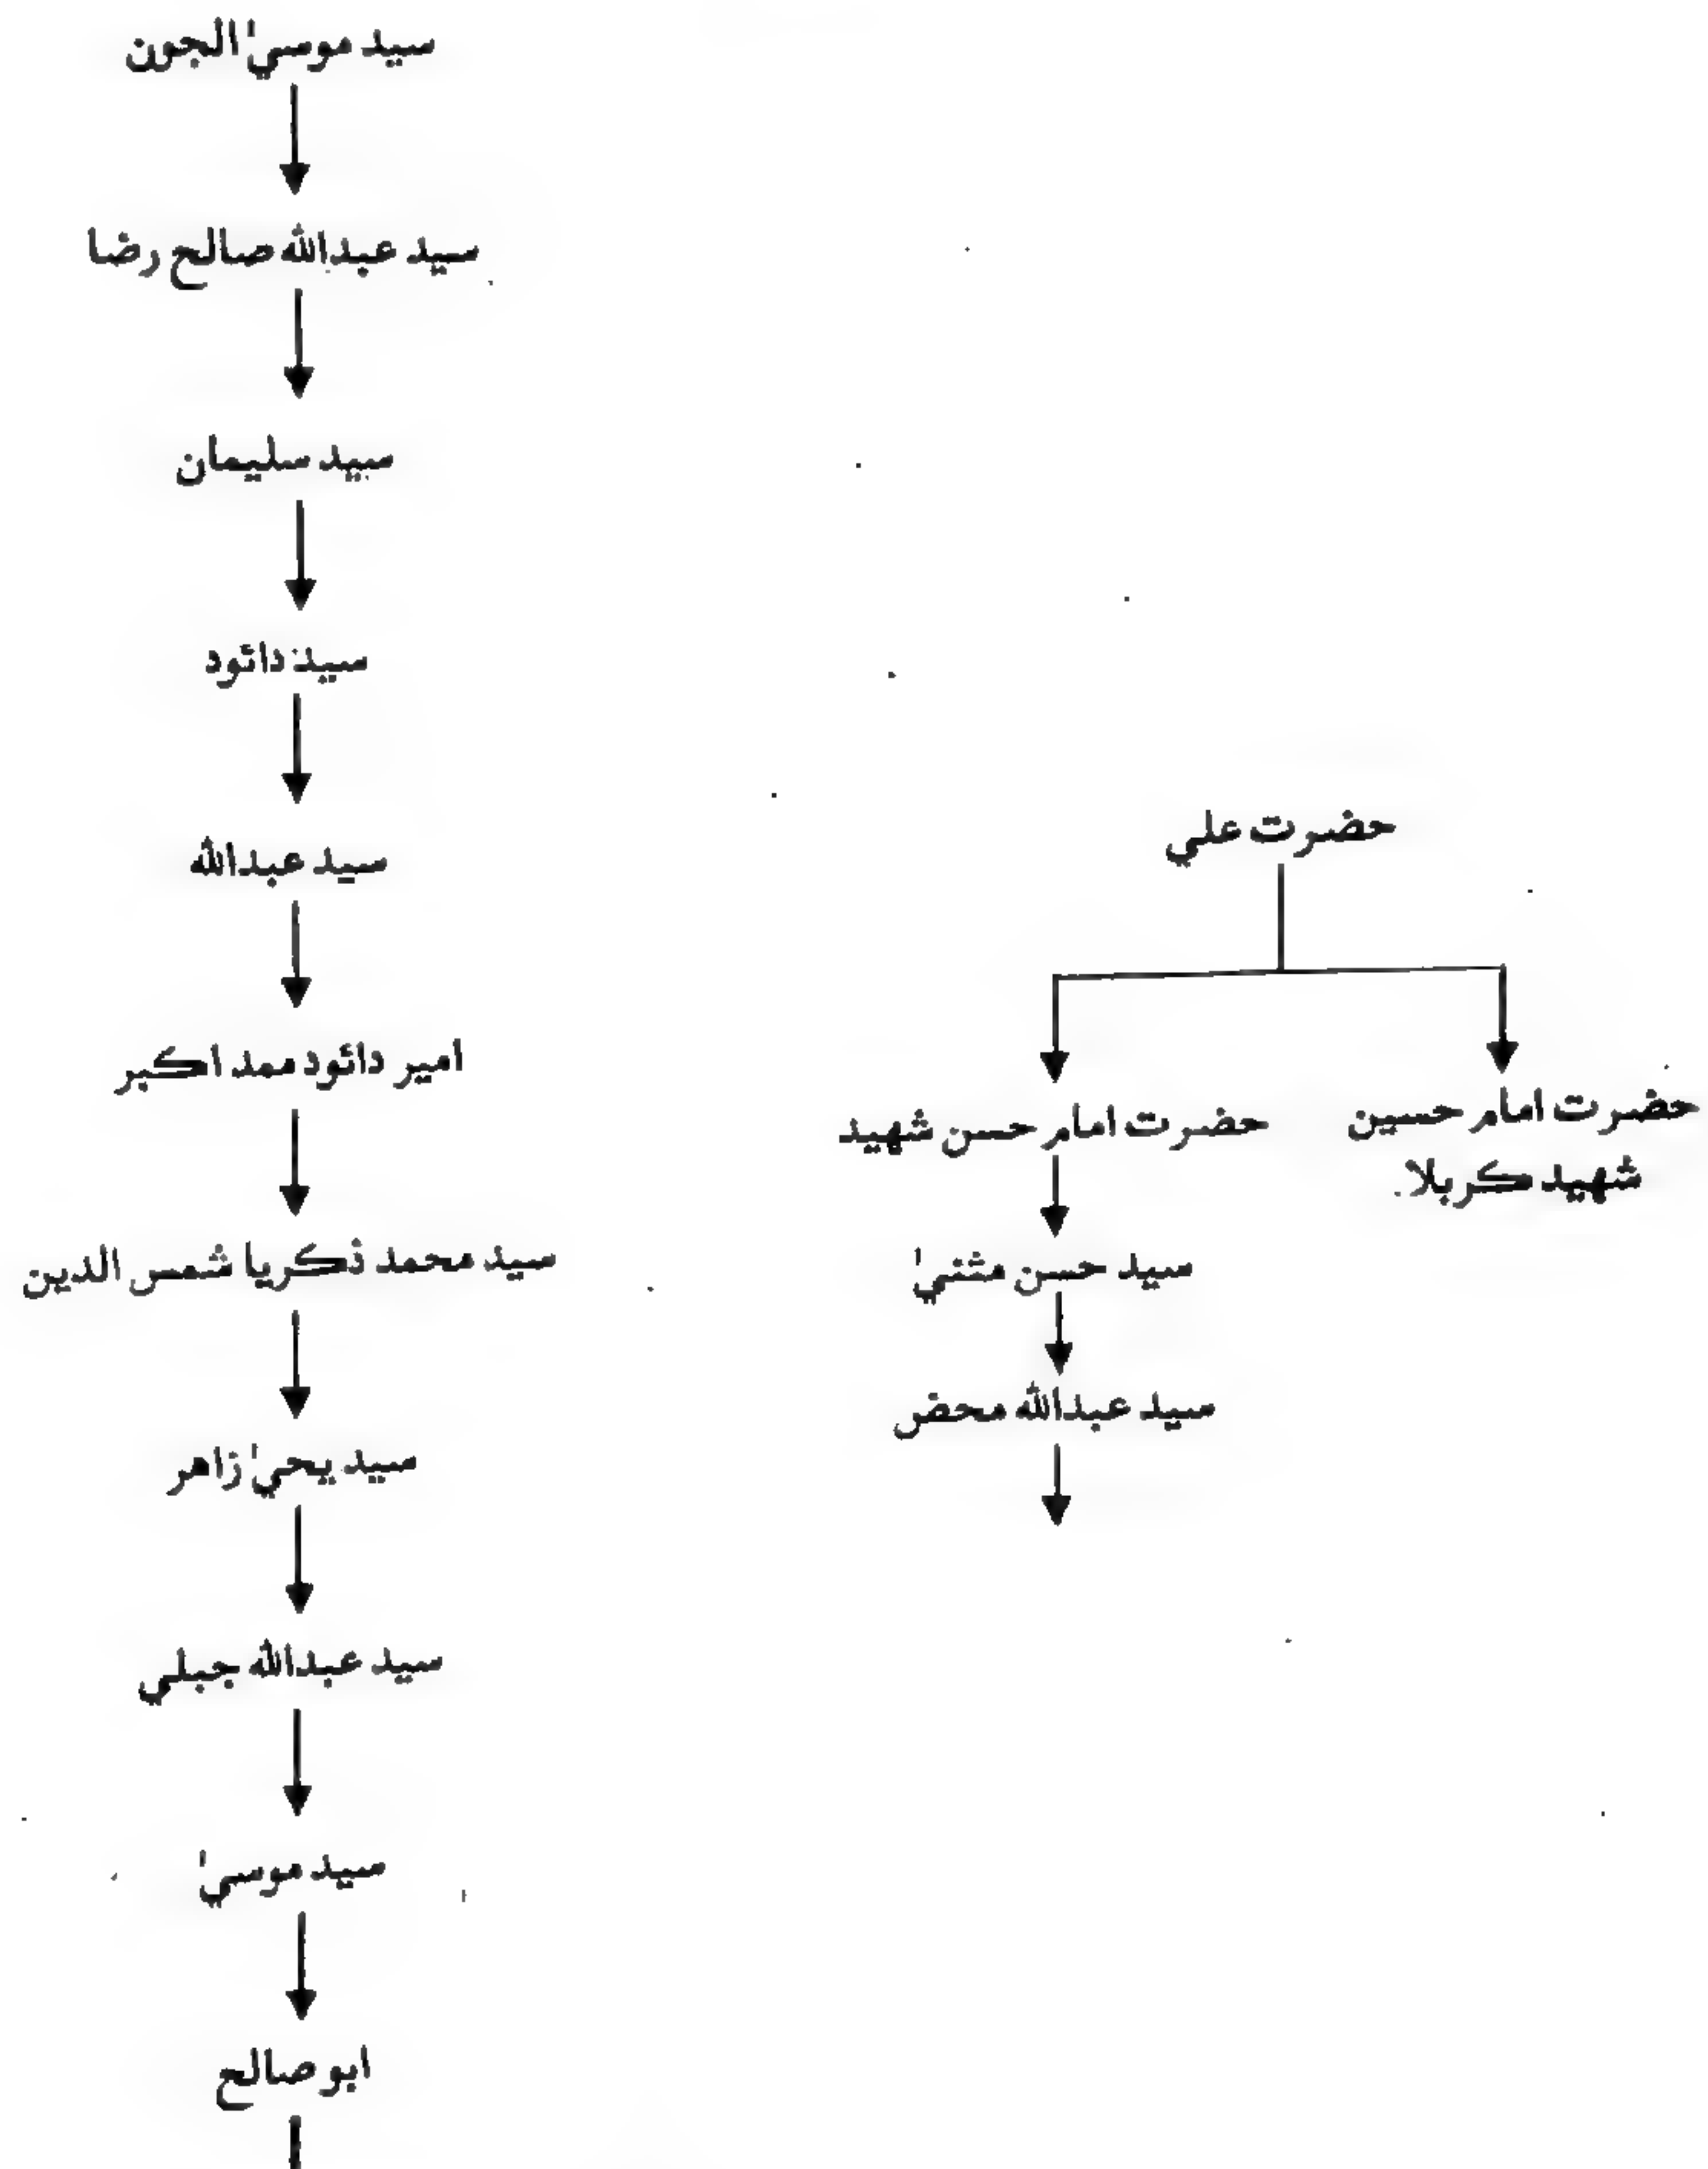 حضرت علي
حضرت امام حسين
شهيد كربلا
حضرت امام حسن شهيد
سيد حسن مثني'
سيد عبدالله محض
سيد موسي' الجون
سيد عبدالله صالح رضا
سيد سليمان
سيد دائود
سيد عبدالله
امير دائود ممد اكبر
سيد محمد ذكريا شمس الدين
سيد يحي' زاهر
سيد عبدالله جبلي
سيد موسي'
ابو صالح